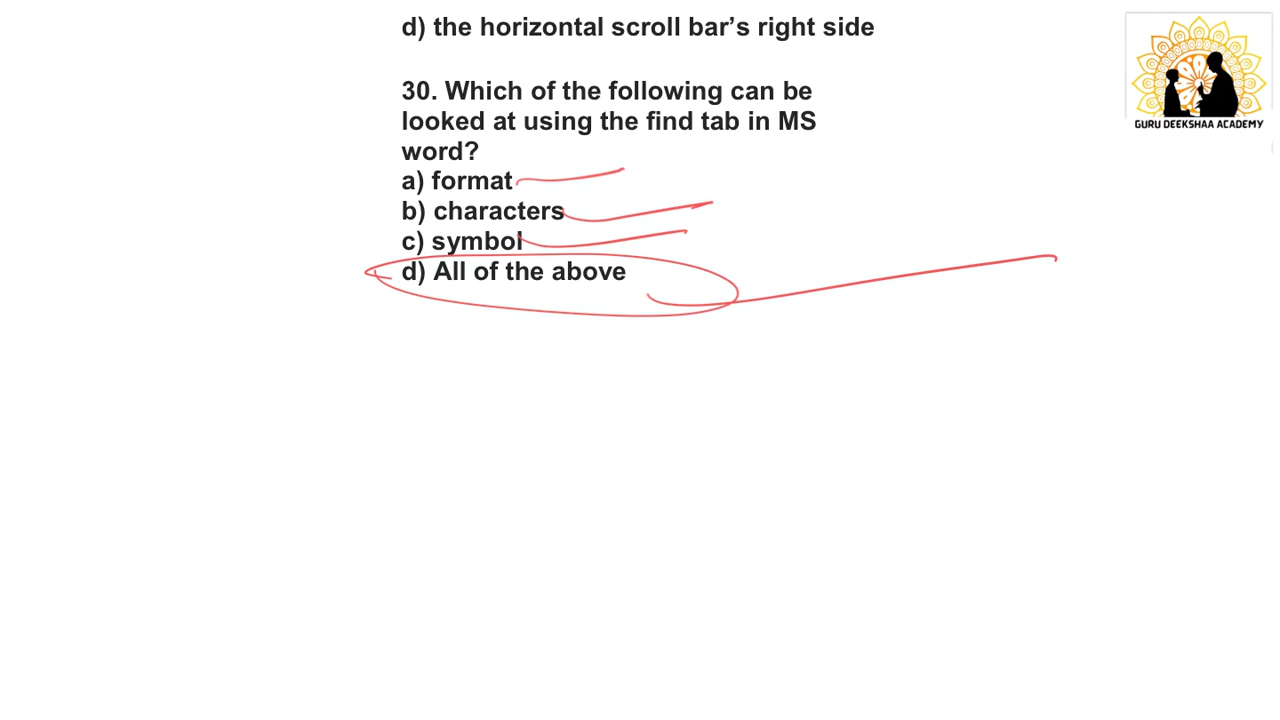 d) the horizontal scroll bar’s right side
30. Which of the following can be
looked at using the find tab in MS
word?
a) format
b) characters
c) symbol
d) All of the above
GURU DEEKSHAA ACADEMY